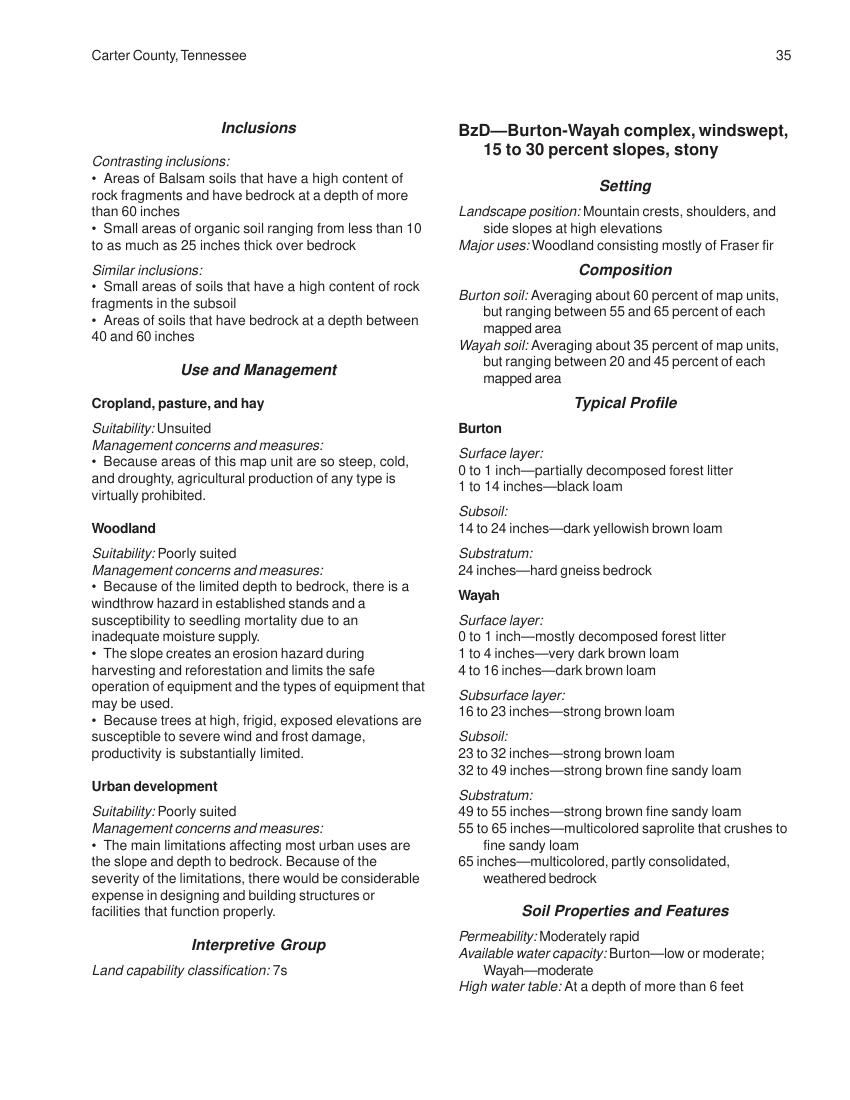 Carter County, Tennessee
35
Inclusions
Contrasting inclusions:
• Areas of Balsam soils that have a high content of
rock fragments and have bedrock at a depth of more
than 60 inches
• Small areas of organic soil ranging from less than 10
to as much as 25 inches thick over bedrock
Similar inclusions:
• Small areas of soils that have a high content of rock
fragments in the subsoil
• Areas of soils that have bedrock at a depth between
40 and 60 inches
Use and Management
Cropland, pasture, and hay
Suitability: Unsuited
Management concerns and measures:
• Because areas of this map unit are so steep, cold,
and droughty, agricultural production of any type is
virtually prohibited.
Woodland
Suitability: Poorly suited
Management concerns and measures:
• Because of the limited depth to bedrock, there is a
windthrow hazard in established stands and a
susceptibility to seedling mortality due to an
inadequate moisture supply.
• The slope creates an erosion hazard during
harvesting and reforestation and limits the safe
operation of equipment and the types of equipment that
may be used.
• Because trees at high, frigid, exposed elevations are
susceptible to severe wind and frost damage,
productivity is substantially limited.
Urban development
Suitability: Poorly suited
Management concerns and measures:
• The main limitations affecting most urban uses are
the slope and depth to bedrock. Because of the
severity of the limitations, there would be considerable
expense in designing and building structures or
facilities that function properly.
Interpretive Group
Land capability classification: 7s
BzD—Burton-Wayah complex, windswept,
15 to 30 percent slopes, stony
Setting
Landscape position: Mountain crests, shoulders, and
side slopes at high elevations
Major uses: Woodland consisting mostly of Fraser fir
Composition
Burton soil: Averaging about 60 percent of map units,
but ranging between 55 and 65 percent of each
mapped area
Wayah soil: Averaging about 35 percent of map units,
but ranging between 20 and 45 percent of each
mapped area
Typical Profile
Burton
Surface layer:
0 to 1 inch—partially decomposed forest litter
1 to 14 inches—black loam
Subsoil:
14 to 24 inches—dark yellowish brown loam
Substratum:
24 inches—hard gneiss bedrock
Wayah
Surface layer:
0 to 1 inch—mostly decomposed forest litter
1 to 4 inches—very dark brown loam
4 to 16 inches—dark brown loam
Subsurface layer:
16 to 23 inches—strong brown loam
Subsoil:
23 to 32 inches—strong brown loam
32 to 49 inches—strong brown fine sandy loam
Substratum:
49 to 55 inches—strong brown fine sandy loam
55 to 65 inches—multicolored saprolite that crushes to
fine sandy loam
65 inches—multicolored, partly consolidated,
weathered bedrock
Soil Properties and Features
Permeability: Moderately rapid
Available water capacity: Burton—low or moderate;
Wayah—moderate
High water table: At a depth of more than 6 feet